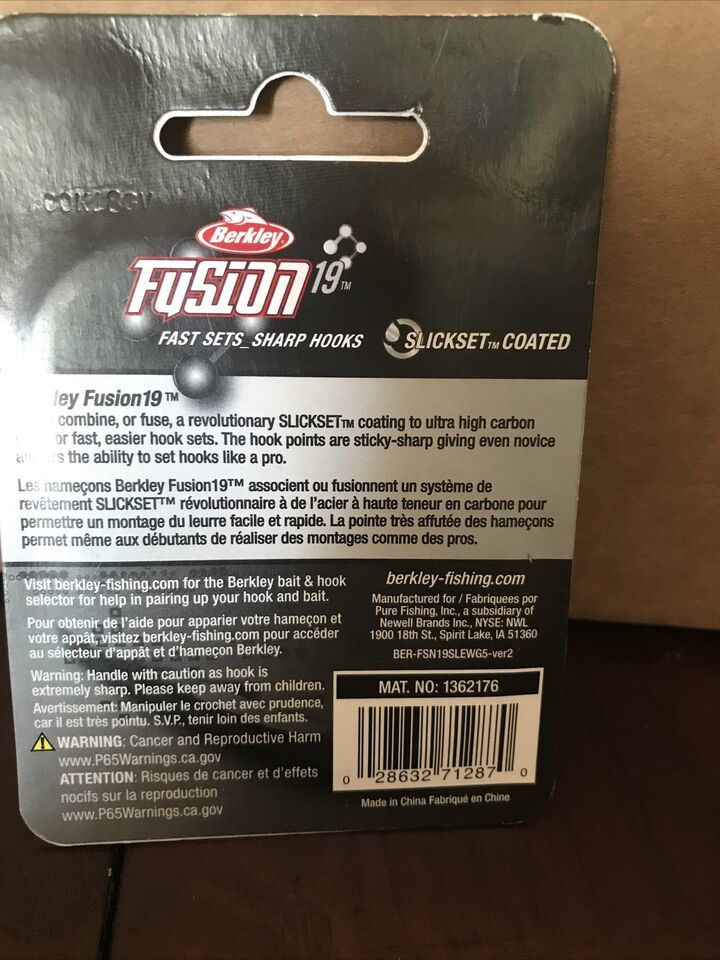 Berkley
FUSION 19™
FAST SETS_SHARP HOOKS
SLICKSET™ COATED
ley Fusion19™
combine, or fuse, a revolutionary SLICKSET™ coating to ultra high carbon
or fast, easier hook sets. The hook points are sticky-sharp giving even novice
s the ability to set hooks like a pro.
Les hameçons Berkley Fusion19™ associent ou fusionnent un système de
revêtement SLICKSET™ révolutionnaire à de l'acier à haute teneur en carbone pour
permettre un montage du leurre facile et rapide. La pointe très affutée des hameçons
permet même aux débutants de réaliser des montages comme des pros.
Visit berkley-fishing.com for the Berkley bait & hook
selector for help in pairing up your hook and bait.
Pour obtenir de l'aide pour apparier votre hameçon et
votre appât, visitez berkley-fishing.com pour accéder
au sélecteur d'appât et d'hameçon Berkley.
Warning: Handle with caution as hook is
extremely sharp. Please keep away from children.
Avertissement: Manipuler le crochet avec prudence,
car il est très pointu. S.V.P., tenir loin des enfants.
WARNING: Cancer and Reproductive Harm
www.P65Warnings.ca.gov
ATTENTION: Risques de cancer et d'effets
nocifs sur la reproduction
www.P65Warnings.ca.gov
berkley-fishing.com
Manufactured for / Fabriquees por
Pure Fishing, Inc., a subsidiary of
Newell Brands Inc., NYSE: NWL
1900 18th St., Spirit Lake, IA 51360
BER-FSN19SLEWG5-ver2
MAT. NO: 1362176
0 28632 71287 0
Made in China Fabriqué en Chine